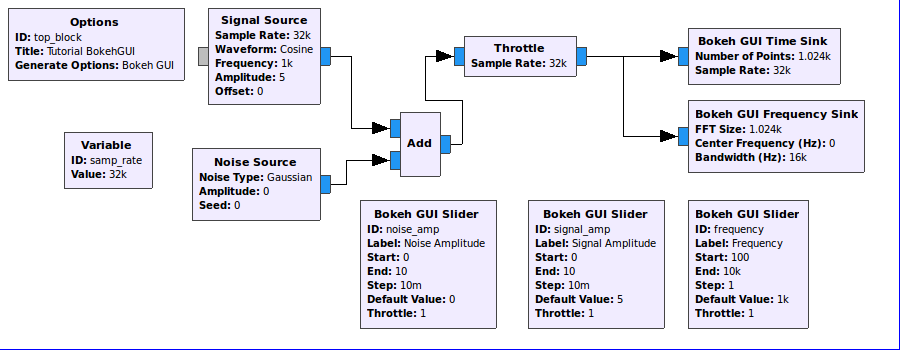 Options
ID: top_block
Title: Tutorial BokehGUI
Generate Options: Bokeh GUI
Signal Source
Sample Rate: 32k
Waveform: Cosine
Frequency: 1k
Amplitude: 5
Offset: 0
Throttle
Sample Rate: 32k
Bokeh GUI Time Sink
Number of Points: 1.024k
Sample Rate: 32k
Bokeh GUI Frequency Sink
FFT Size: 1.024k
Center Frequency (Hz): 0
Bandwidth (Hz): 16k
Variable
ID: samp_rate
Value: 32k
Noise Source
Noise Type: Gaussian
Amplitude: 0
Seed: 0
Add
Bokeh GUI Slider
ID: noise_amp
Label: Noise Amplitude
Start: 0
End: 10
Step: 10m
Default Value: 0
Throttle: 1
Bokeh GUI Slider
ID: signal_amp
Label: Signal Amplitude
Start: 0
End: 10
Step: 10m
Default Value: 5
Throttle: 1
Bokeh GUI Slider
ID: frequency
Label: Frequency
Start: 100
End: 10k
Step: 1
Default Value: 1k
Throttle: 1